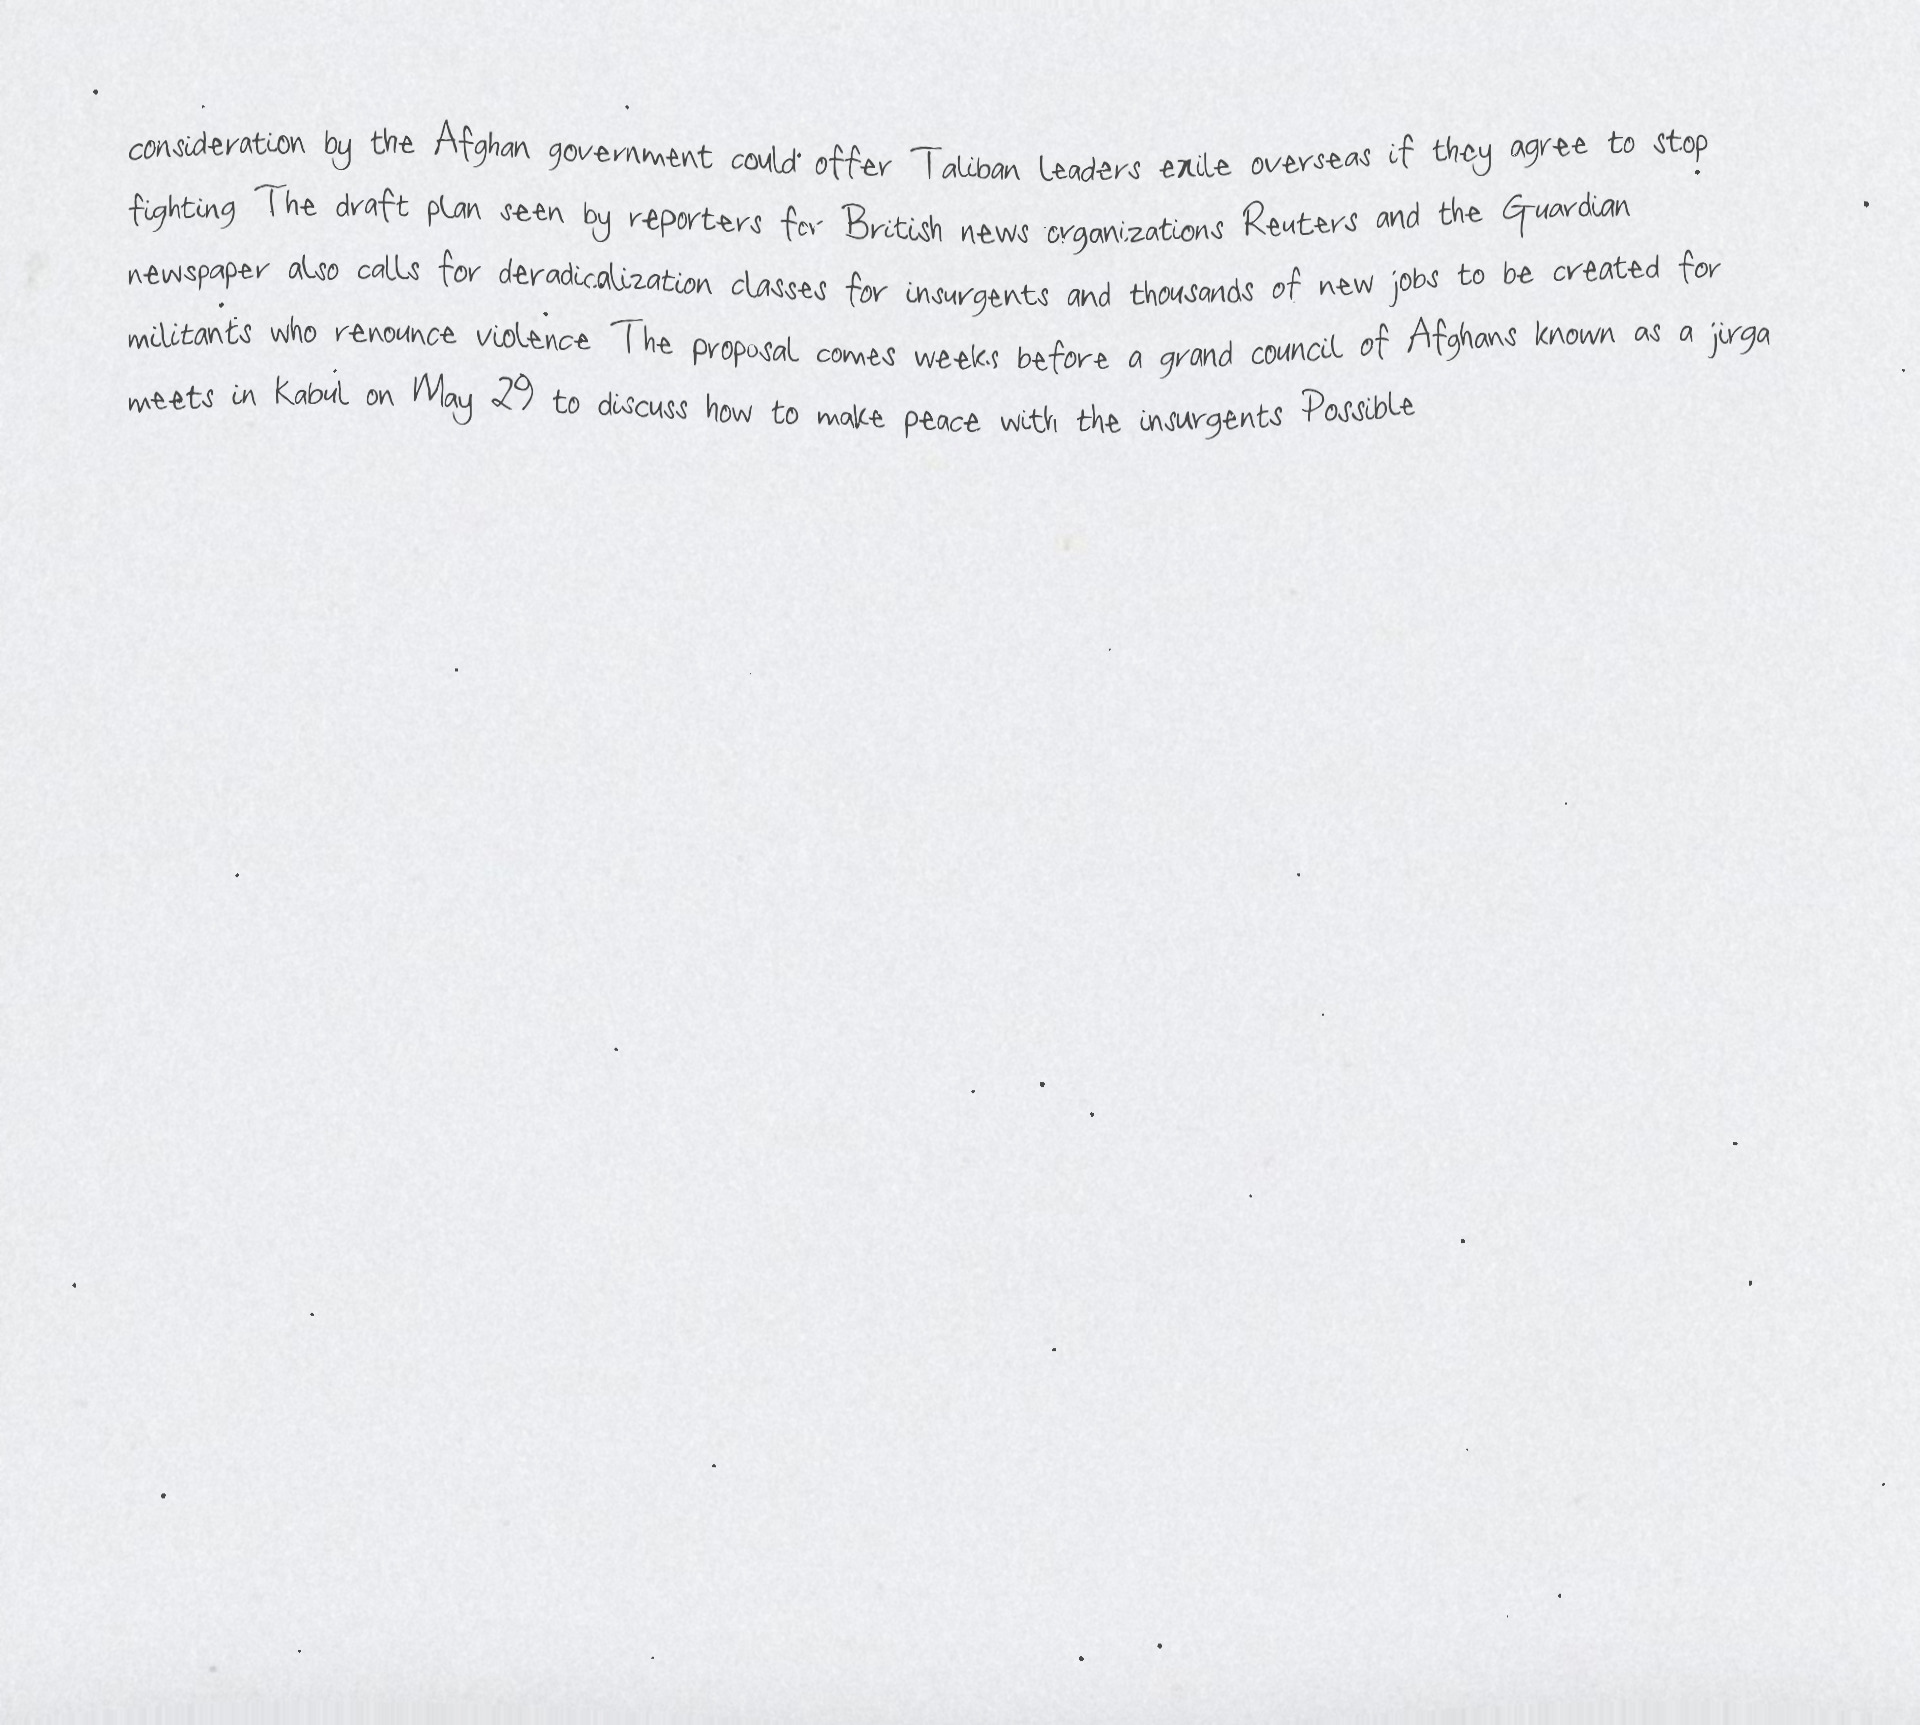 consideration by the Afghan government could offer Taliban leaders exile overseas if they agree to stop
fighting The draft plan seen by reporters for British news organizations Reuters and the Guardian
newspaper also calls for deradicalization classes for insurgents and thousands of new jobs to be created for
militants who renounce violence The proposal comes weeks before a grand council of Afghans known as a jirga
meets in Kabul on May 29 to discuss how to make peace with the insurgents Possible